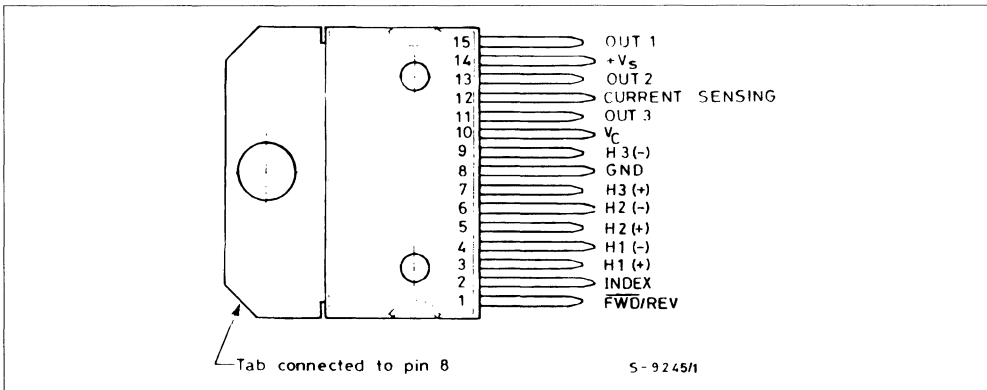 15 OUT 1
14 +Vs
13 OUT 2
12 CURRENT SENSING
11 OUT 3
10 VC
9 H3(-)
8 GND
7 H3(+)
6 H2(-)
5 H2(+)
4 H1(-)
3 H1(+)
2 INDEX
1 F̅W̅D̅/REV
Tab connected to pin 8
S-9245/1